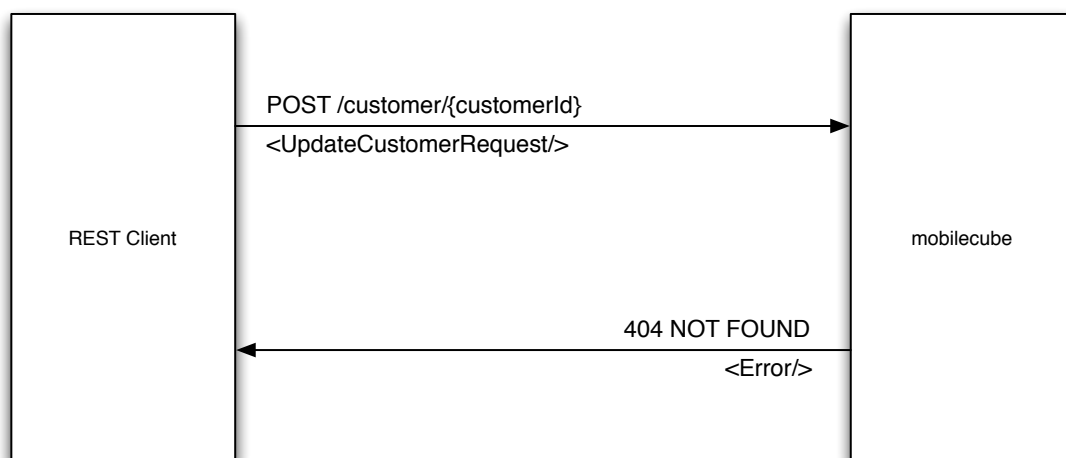 POST /customer/{customerId}
<UpdateCustomerRequest/>
REST Client
mobilecube
404 NOT FOUND
<Error/>